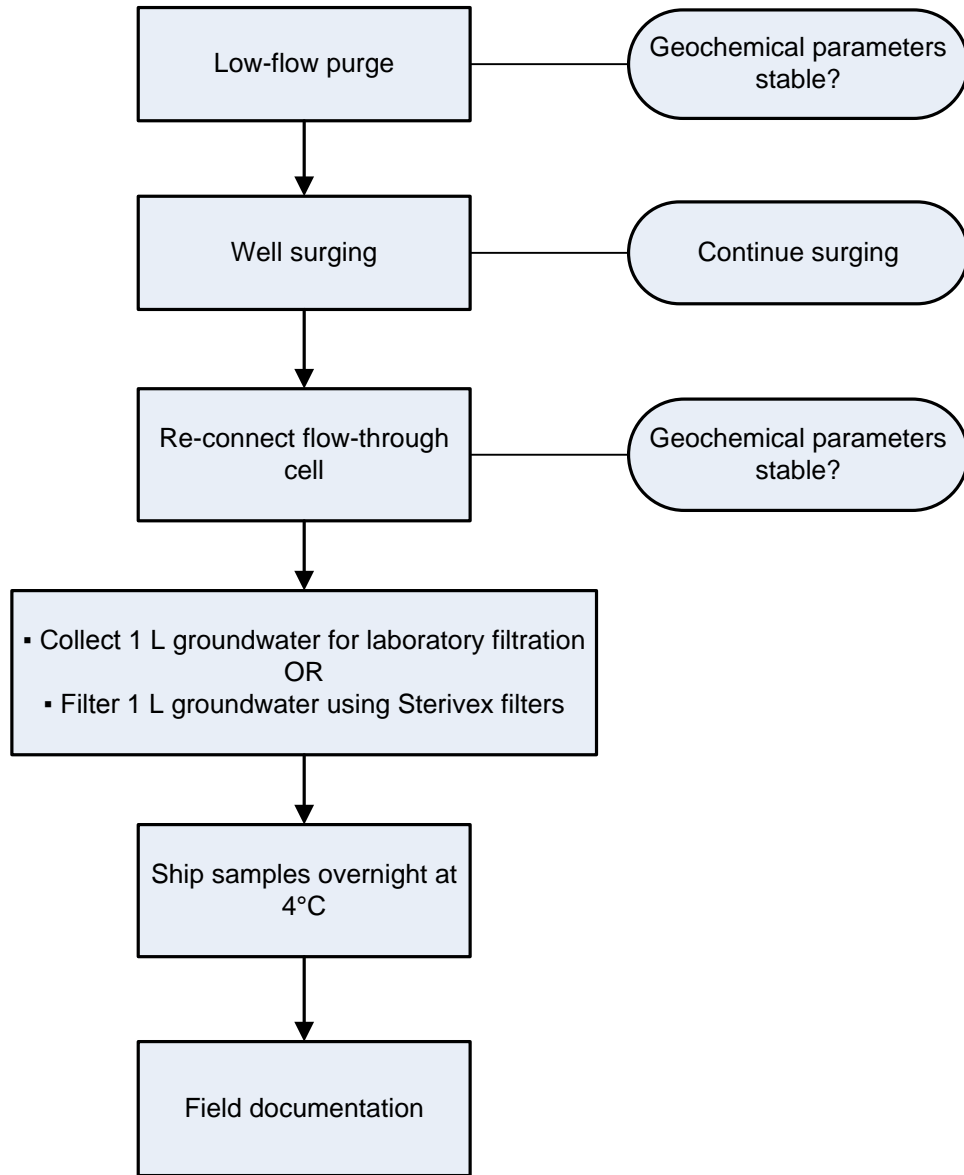 Low-flow purge
Geochemical parameters
stable?
Well surging
Continue surging
Re-connect flow-through
cell
Geochemical parameters
stable?
▪ Collect 1 L groundwater for laboratory filtration
OR
▪ Filter 1 L groundwater using Sterivex filters
Ship samples overnight at
4°C
Field documentation